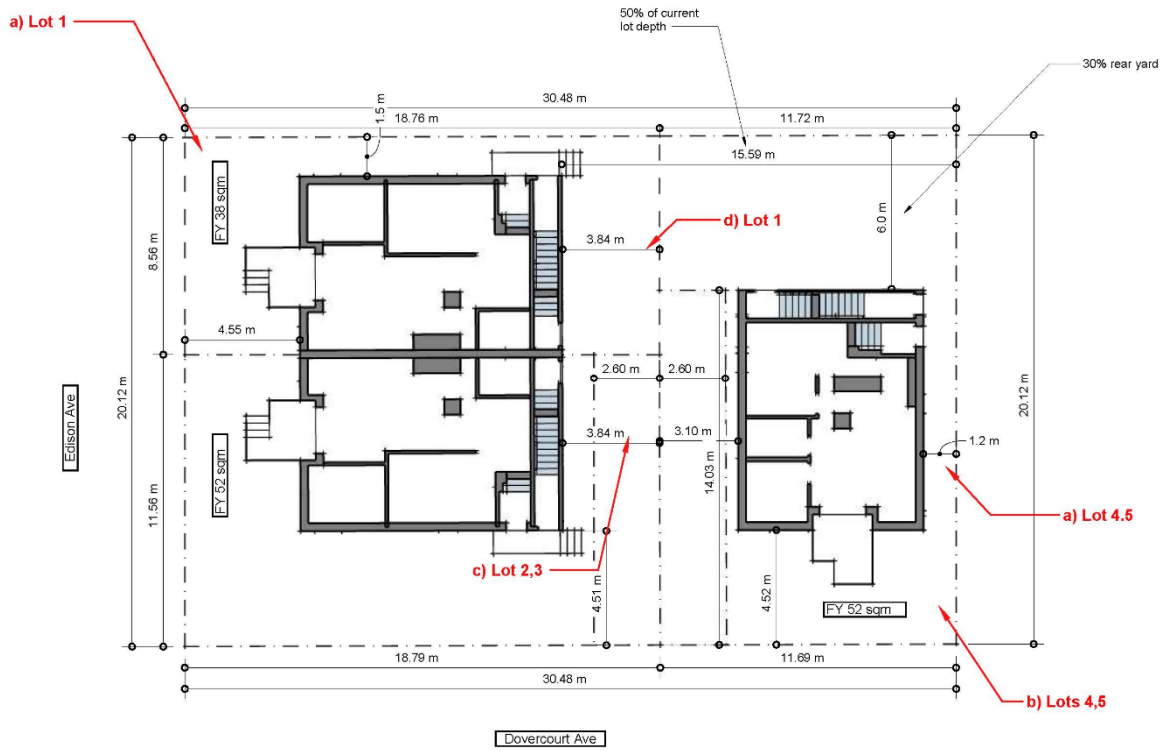 a) Lot 1
50% of current
lot depth
30% rear yard
30.48 m
1.5 m
18.76 m
11.72 m
15.59 m
FY 38 sqm
6.0 m
d) Lot 1
3.84 m
8.56 m
4.55 m
2.60 m
2.60 m
20.12 m
20.12 m
Edison Ave
3.84 m
3.10 m
1.2 m
FY 52 sqm
14.03 m
11.56 m
a) Lot 4.5
c) Lot 2,3
4.51 m
4.52 m
FY 52 sqm
18.79 m
11.69 m
30.48 m
b) Lots 4,5
Dovercourt Ave